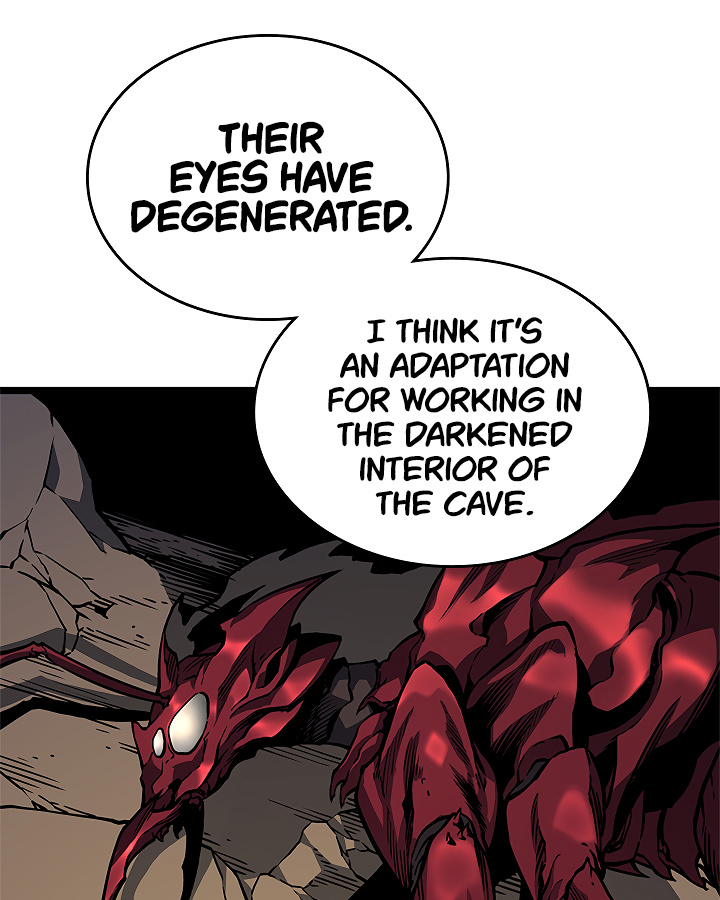 THEIR
EYES HAVE
DEGENERATED.
I THINK IT'S
AN ADAPTATION
FOR WORKING IN
THE DARKENED
INTERIOR OF
THE CAVE.